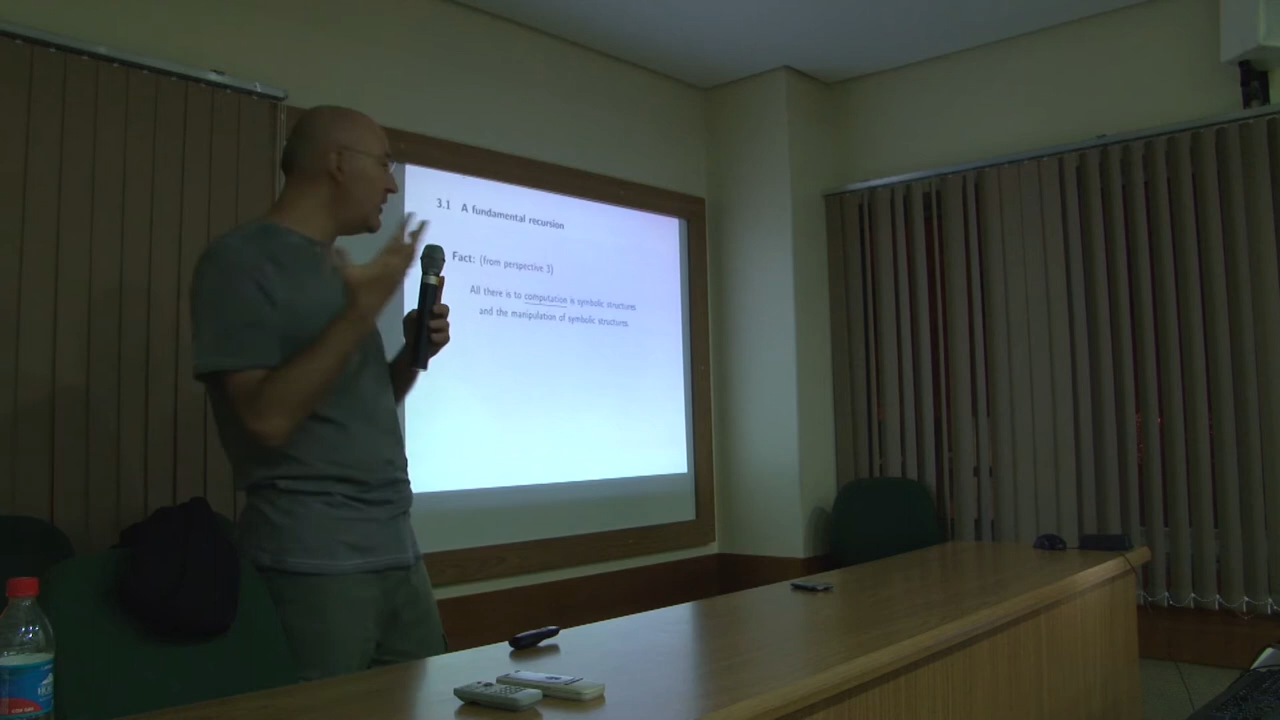 3.1 A fundamental recursion
Fact: (from perspective 3)
All there is to computation is symbolic structures
and the manipulation of symbolic structures.